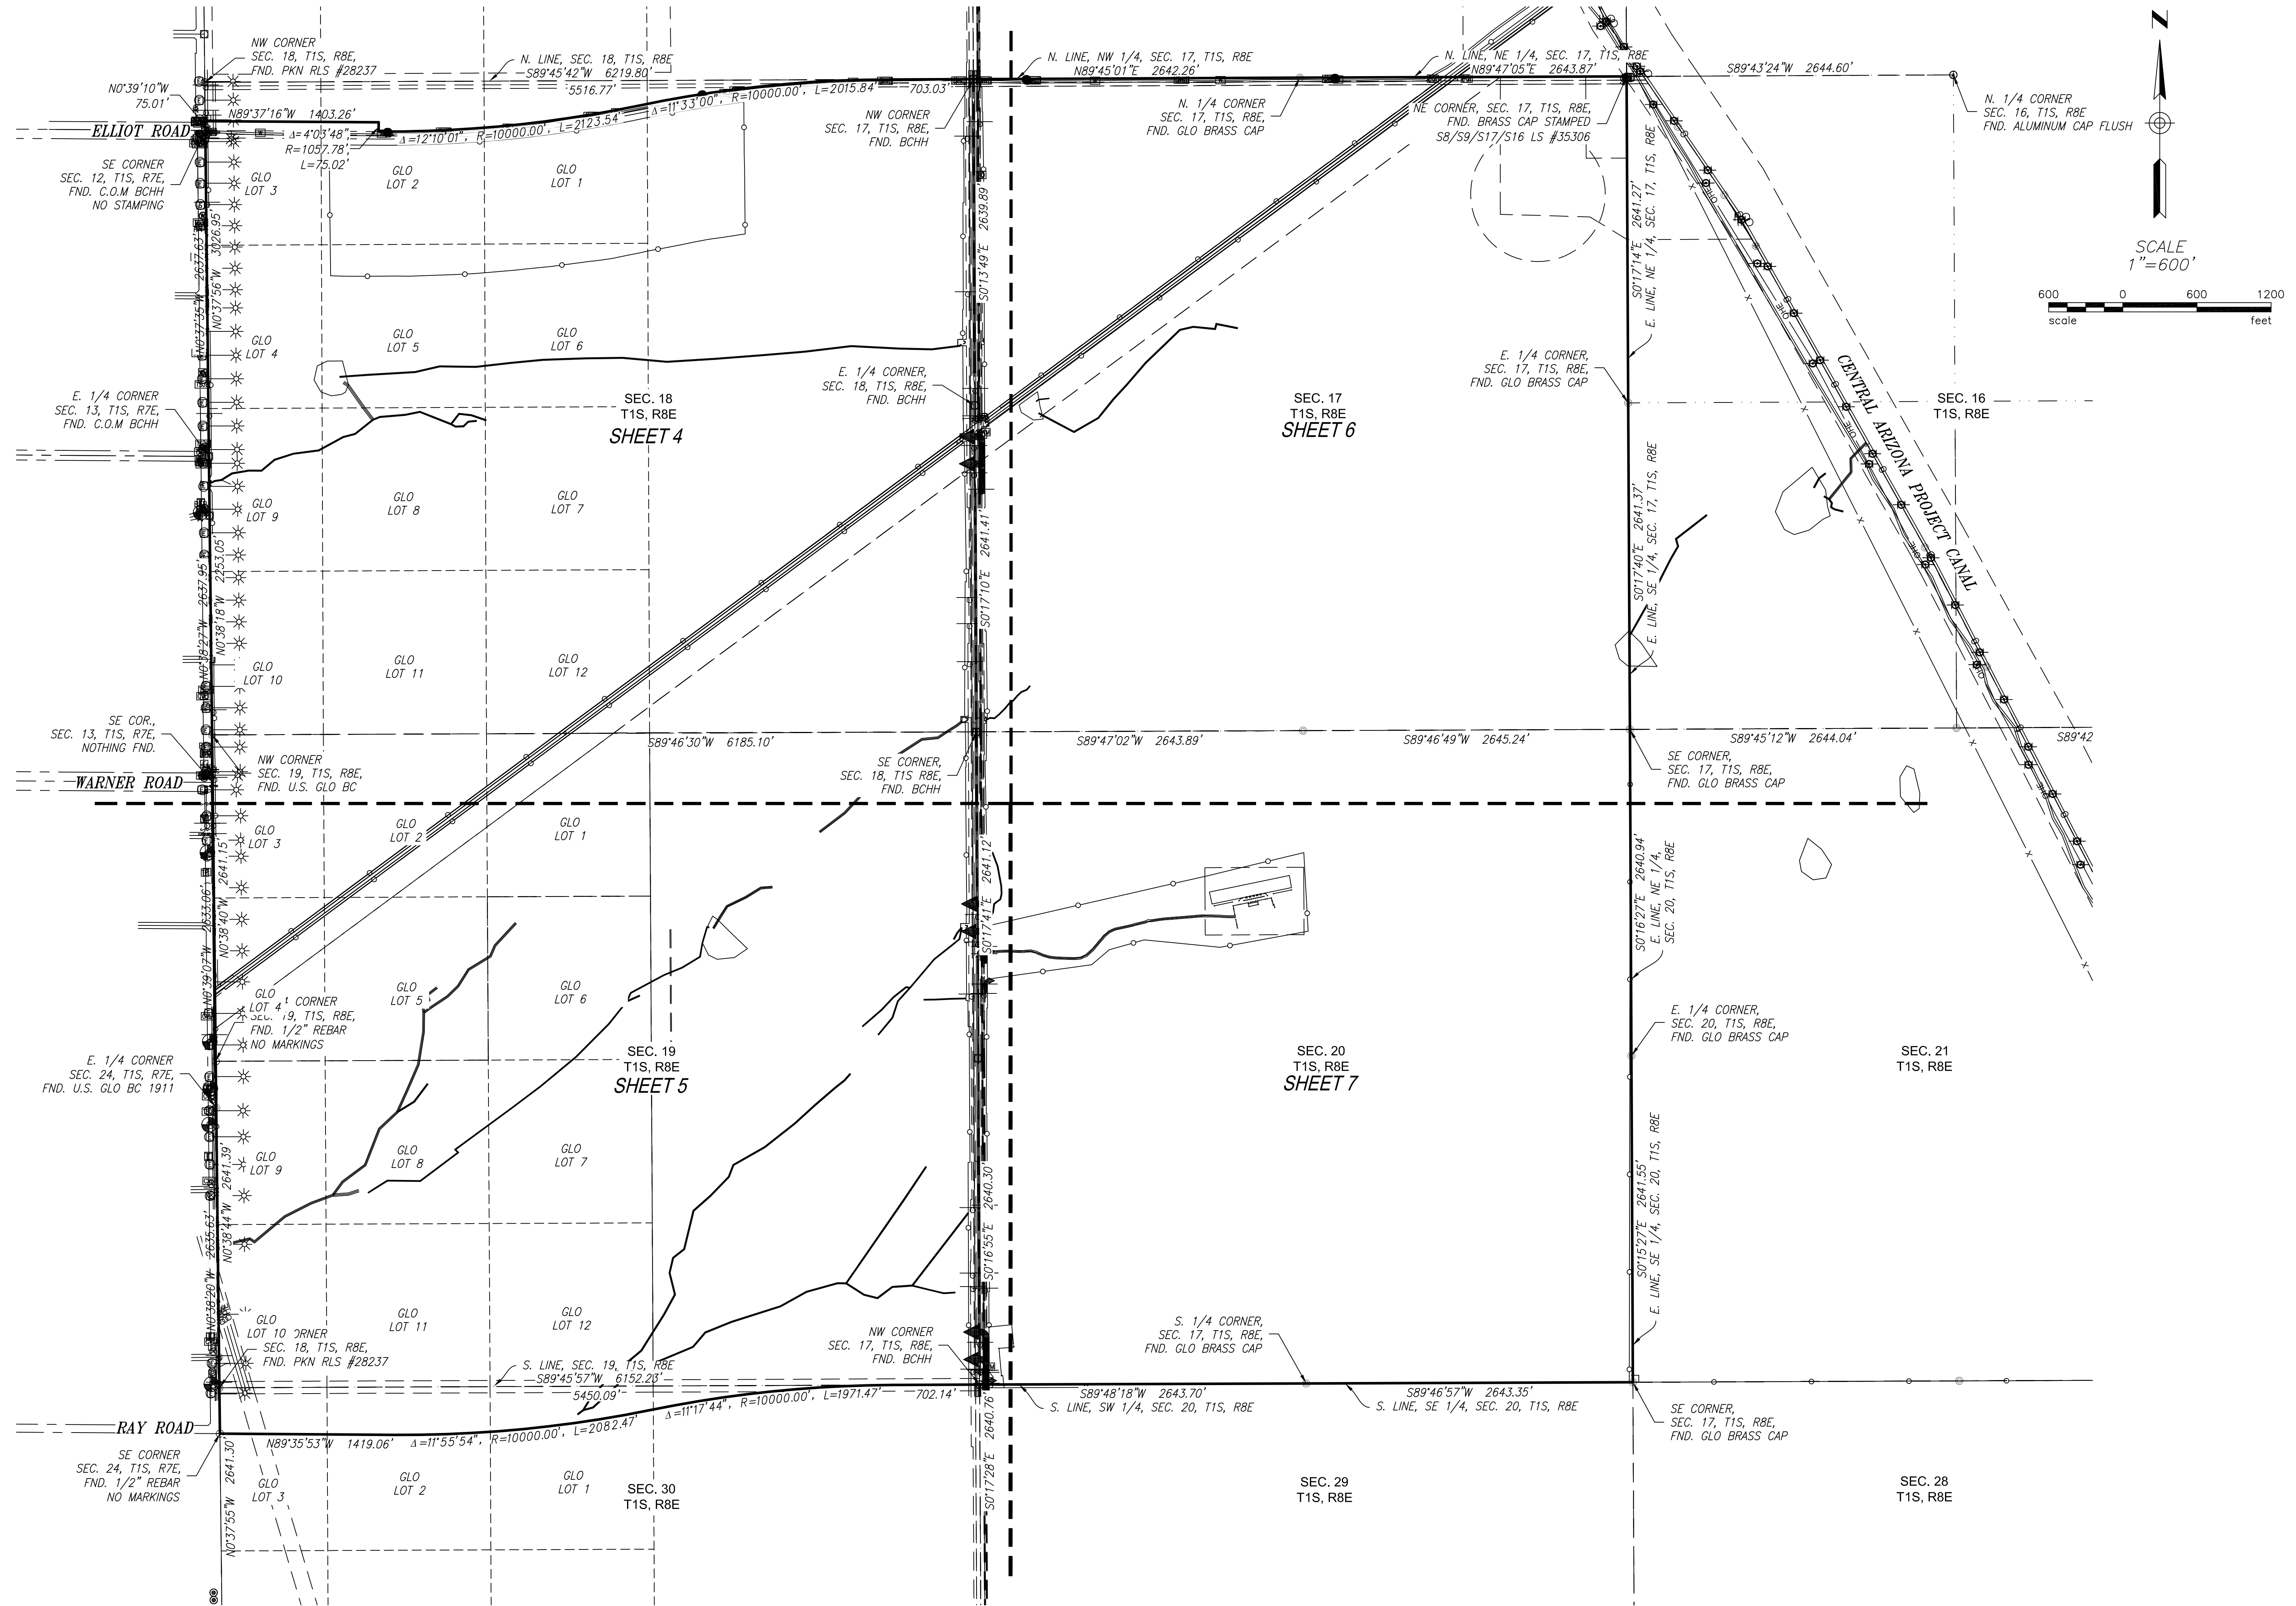 NW CORNER
SEC. 18, T1S, R8E,
FND. PKN RLS #28237
N. LINE, SEC. 18, T1S, R8E
S89°45'42"W 6219.80'
5516.77'
703.03'
N0°39'10"W
75.01'
N89°37'16"W 1403.26'
ELLIOT ROAD
Δ=4°03'48",
R=1057.78',
L=75.02'
Δ=12°10'01", R=10000.00', L=2123.54'
Δ=11°33'00", R=10000.00', L=2015.84'
SE CORNER
SEC. 12, T1S, R7E,
FND. C.O.M BCHH
NO STAMPING
NW CORNER
SEC. 17, T1S, R8E,
FND. BCHH
N. LINE, NW 1/4, SEC. 17, T1S, R8E
N89°45'01"E 2642.26'
N. 1/4 CORNER
SEC. 17, T1S, R8E,
FND. GLO BRASS CAP
N. LINE, NE 1/4, SEC. 17, T1S, R8E
N89°47'05"E 2643.87'
NE CORNER, SEC. 17, T1S, R8E,
FND. BRASS CAP STAMPED
S8/S9/S17/S16 LS #35306
S89°43'24"W 2644.60'
N. 1/4 CORNER
SEC. 16, T1S, R8E
FND. ALUMINUM CAP FLUSH
N
SCALE
1"=600'
600 0 600 1200
scale feet
GLO
LOT 3
GLO
LOT 2
GLO
LOT 1
2637.63'
N0°37'35"W
3026.95'
N0°37'56"W
S0°13'49"E 2639.89'
S0°17'14"E 2641.27'
E. LINE, NE 1/4, SEC. 17, T1S, R8E
GLO
LOT 4
GLO
LOT 5
GLO
LOT 6
E. 1/4 CORNER
SEC. 13, T1S, R7E,
FND. C.O.M BCHH
SEC. 18
T1S, R8E
SHEET 4
E. 1/4 CORNER,
SEC. 18, T1S, R8E,
FND. BCHH
SEC. 17
T1S, R8E
SHEET 6
E. 1/4 CORNER,
SEC. 17, T1S, R8E,
FND. GLO BRASS CAP
OHE
OHE
OHE
OHE
OHE
OHE
CENTRAL ARIZONA PROJECT CANAL
SEC. 16
T1S, R8E
GLO
LOT 9
GLO
LOT 8
GLO
LOT 7
N0°38'27"W 2637.95'
N0°38'18"W 2253.05'
S0°17'10"E 2641.41'
S0°17'40"E 2641.37'
E. LINE, SE 1/4, SEC. 17, T1S, R8E
GLO
LOT 10
GLO
LOT 11
GLO
LOT 12
SE COR.,
SEC. 13, T1S, R7E,
NOTHING FND.
NW CORNER
SEC. 19, T1S, R8E,
FND. U.S. GLO BC
WARNER ROAD
S89°46'30"W 6185.10'
SE CORNER,
SEC. 18, T1S R8E,
FND. BCHH
S89°47'02"W 2643.89'
S89°46'49"W 2645.24'
S89°45'12"W 2644.04'
S89°42
SE CORNER,
SEC. 17, T1S, R8E,
FND. GLO BRASS CAP
GLO
LOT 3
GLO
LOT 2
GLO
LOT 1
N0°39'07"W 2633.06'
N0°38'40"W 2641.15'
S0°17'41"E 2641.12'
S0°16'27"E 2640.94'
E. LINE, NE 1/4,
SEC. 20, T1S, R8E
GLO
LOT 4
CORNER
SEC. 19, T1S, R8E,
FND. 1/2" REBAR
NO MARKINGS
GLO
LOT 5
GLO
LOT 6
E. 1/4 CORNER
SEC. 24, T1S, R7E,
FND. U.S. GLO BC 1911
SEC. 19
T1S, R8E
SHEET 5
SEC. 20
T1S, R8E
SHEET 7
E. 1/4 CORNER,
SEC. 20, T1S, R8E,
FND. GLO BRASS CAP
SEC. 21
T1S, R8E
GLO
LOT 9
GLO
LOT 8
GLO
LOT 7
N0°38'20"W 2635.63'
N0°38'44"W 2641.39'
S0°16'55"E 2640.30'
S0°15'27"E 2641.55'
E. LINE, SE 1/4, SEC. 20, T1S, R8E
GLO
LOT 10
SEC. 18, T1S, R8E,
FND. PKN RLS #28237
GLO
LOT 11
GLO
LOT 12
S. LINE, SEC. 19, T1S, R8E
S89°45'57"W 6152.23'
5450.09'
702.14'
NW CORNER
SEC. 17, T1S, R8E,
FND. BCHH
S. 1/4 CORNER,
SEC. 17, T1S, R8E,
FND. GLO BRASS CAP
S89°48'18"W 2643.70'
S. LINE, SW 1/4, SEC. 20, T1S, R8E
S89°46'57"W 2643.35'
S. LINE, SE 1/4, SEC. 20, T1S, R8E
SE CORNER,
SEC. 17, T1S, R8E,
FND. GLO BRASS CAP
RAY ROAD
N89°35'53"W 1419.06'
Δ=11°55'54", R=10000.00', L=2082.47'
Δ=11°17'44", R=10000.00', L=1971.47'
SE CORNER
SEC. 24, T1S, R7E,
FND. 1/2" REBAR
NO MARKINGS
N0°37'55"W 2641.30'
GLO
LOT 3
GLO
LOT 2
GLO
LOT 1
SEC. 30
T1S, R8E
S0°17'28"E 2640.76'
SEC. 29
T1S, R8E
SEC. 28
T1S, R8E